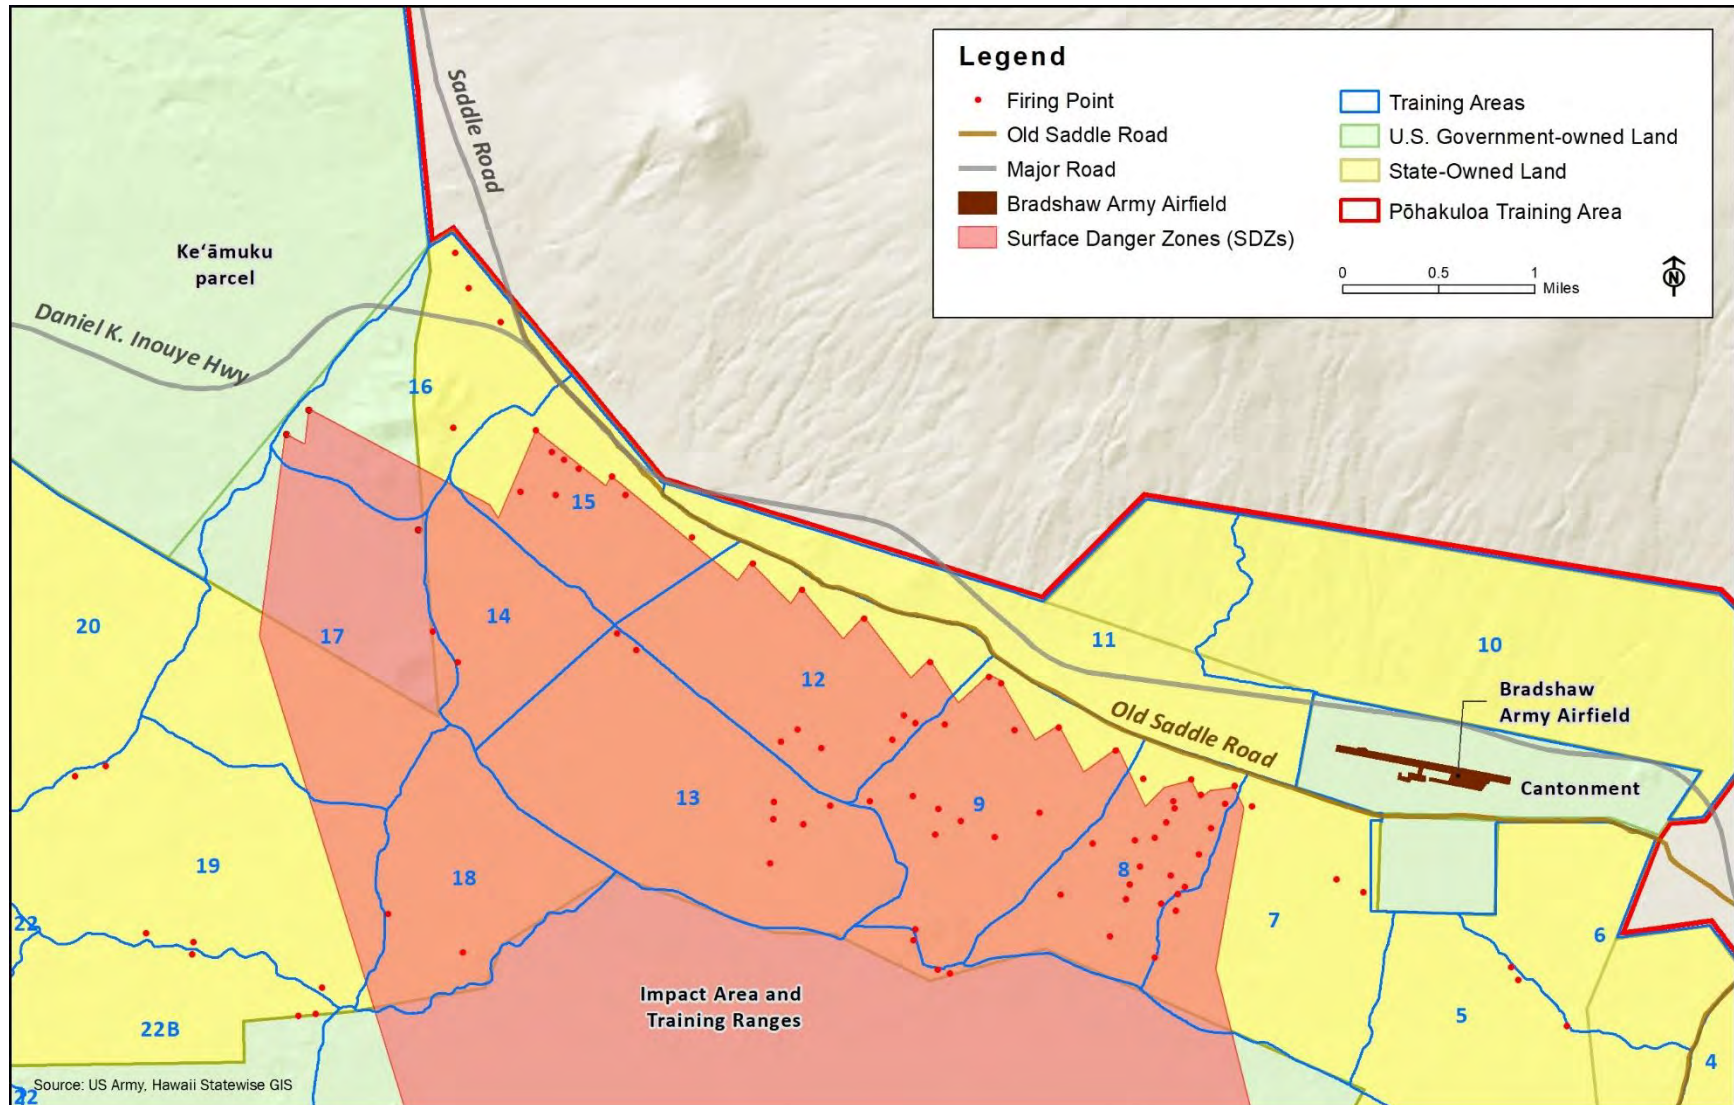 Legend
Firing Point
Old Saddle Road
Major Road
Bradshaw Army Airfield
Surface Danger Zones (SDZs)
Training Areas
U.S. Government-owned Land
State-Owned Land
Pōhakuloa Training Area
0 0.5 1
Miles
N
Saddle Road
Keʻāmuku
parcel
Daniel K. Inouye Hwy
16
15
20
17
14
12
11
10
Bradshaw
Army Airfield
Old Saddle Road
Cantonment
13
9
19
18
8
7
6
22
Impact Area and
Training Ranges
22B
5
4
Source: US Army, Hawaii Statewise GIS
22